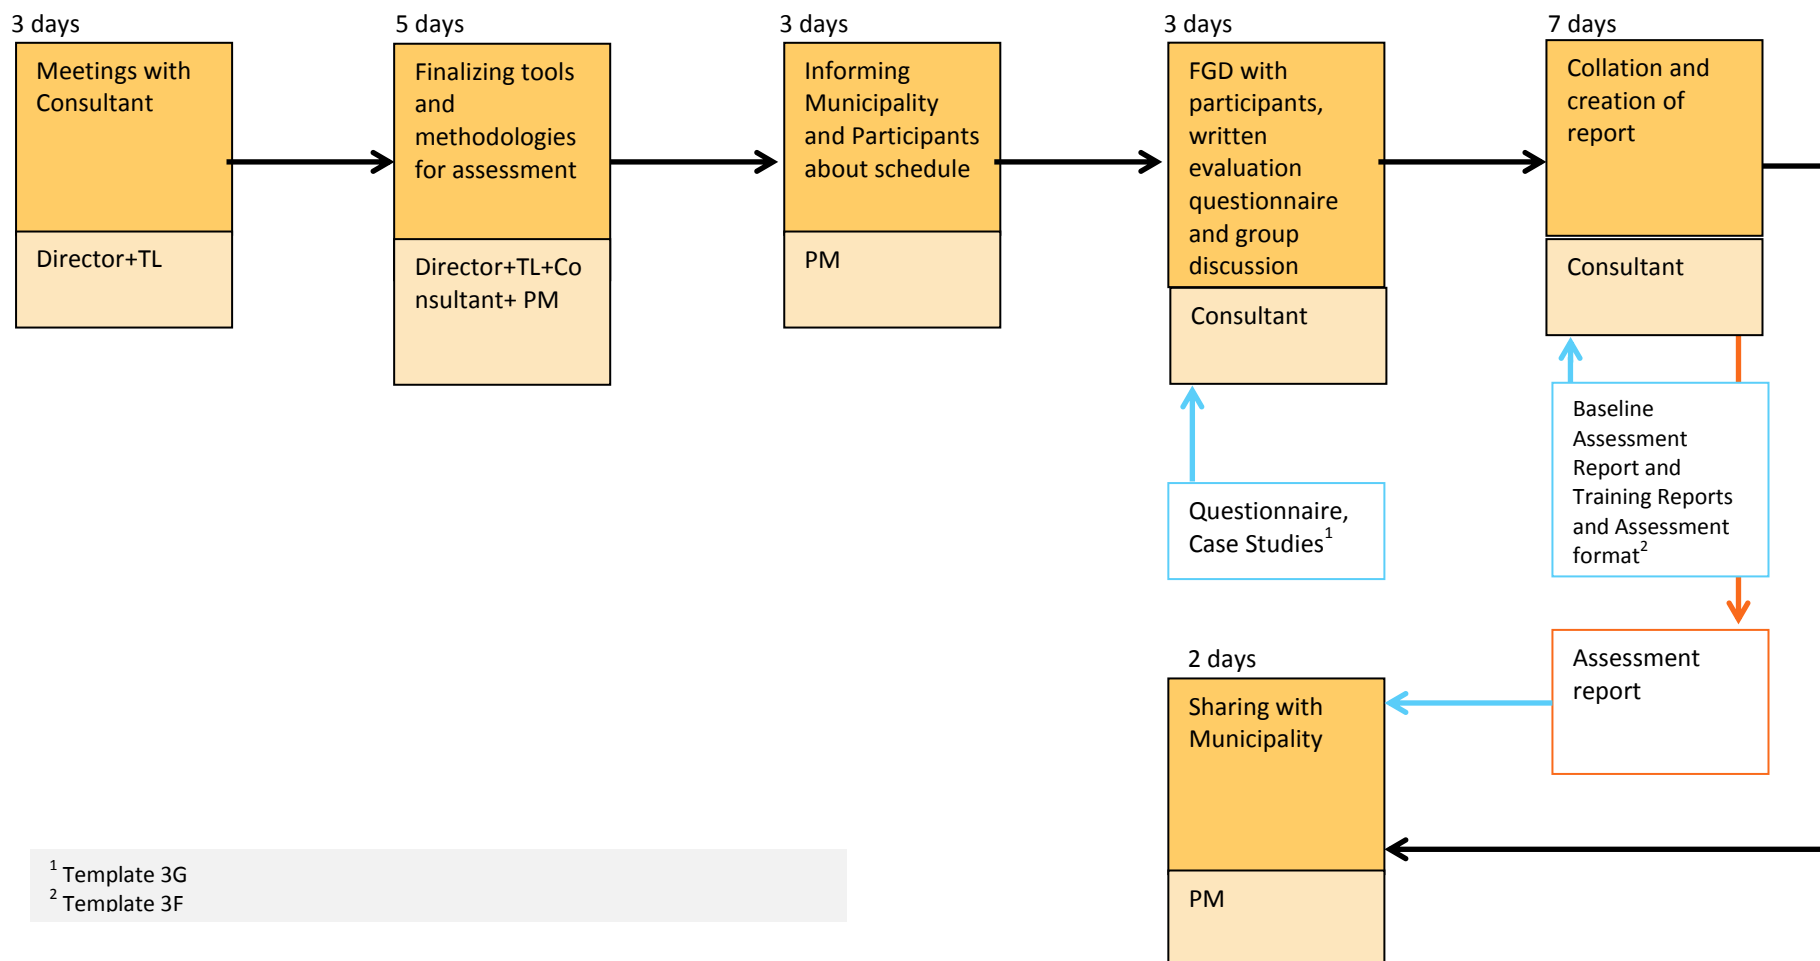 3 days
Meetings with
Consultant
Director+TL
5 days
Finalizing tools
and
methodologies
for assessment
Director+TL+Co
nsultant+ PM
3 days
Informing
Municipality
and Participants
about schedule
PM
3 days
FGD with
participants,
written
evaluation
questionnaire
and group
discussion
Consultant
Questionnaire,
Case Studies1
7 days
Collation and
creation of
report
Consultant
Baseline
Assessment
Report and
Training Reports
and Assessment
format2
Assessment
report
2 days
Sharing with
Municipality
PM
1 Template 3G
2 Template 3F